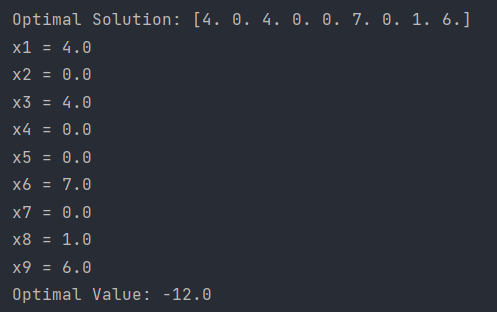 Optimal Solution: [4. 0. 4. 0. 0. 7. 0. 1. 6.]
x1 = 4.0
x2 = 0.0
x3 = 4.0
x4 = 0.0
x5 = 0.0
x6 = 7.0
x7 = 0.0
x8 = 1.0
x9 = 6.0
Optimal Value: -12.0